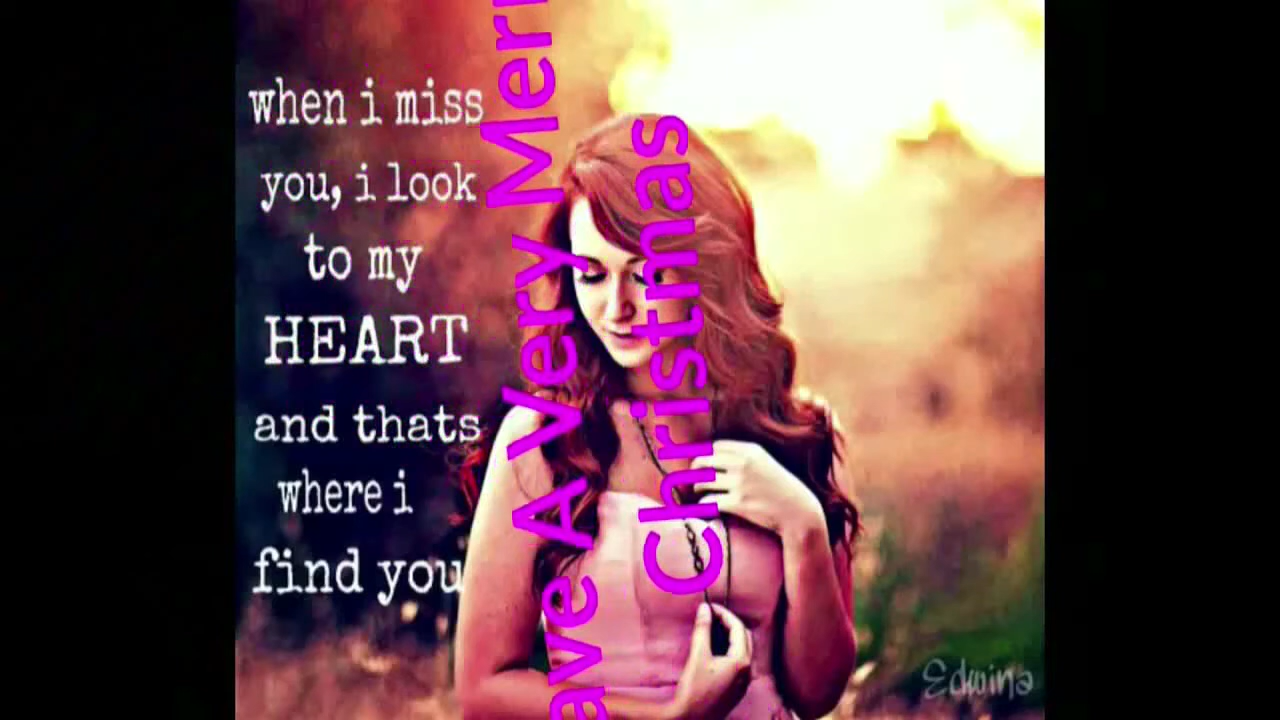 when i miss
you, i look
to my
HEART
and thats
where i
find you
ave A Very Merr
Christmas
Edwina